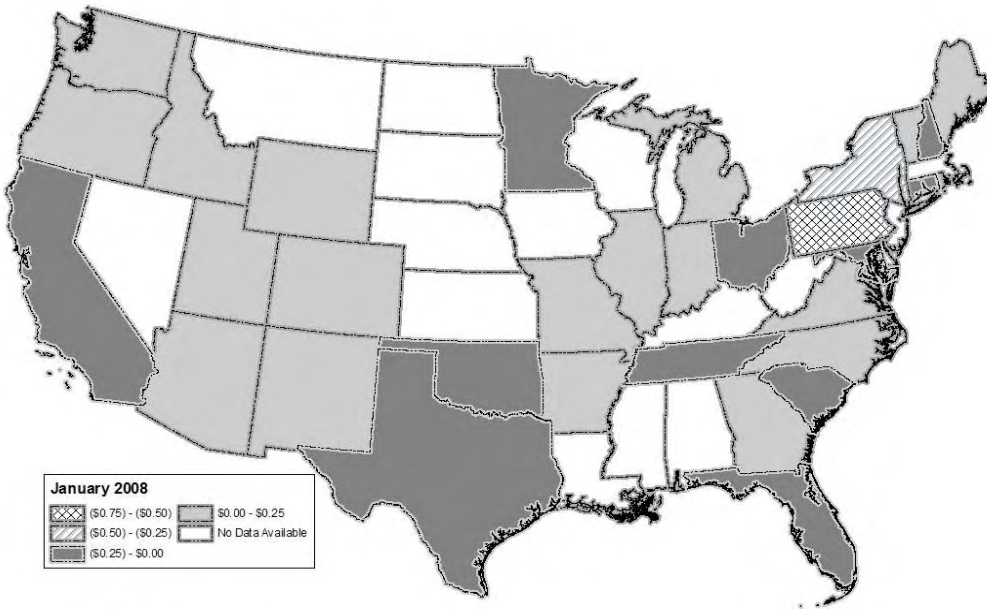 January 2008
($0.75) - ($0.50)
$0.00 - $0.25
($0.50) - ($0.25)
No Data Available
($0.25) - $0.00